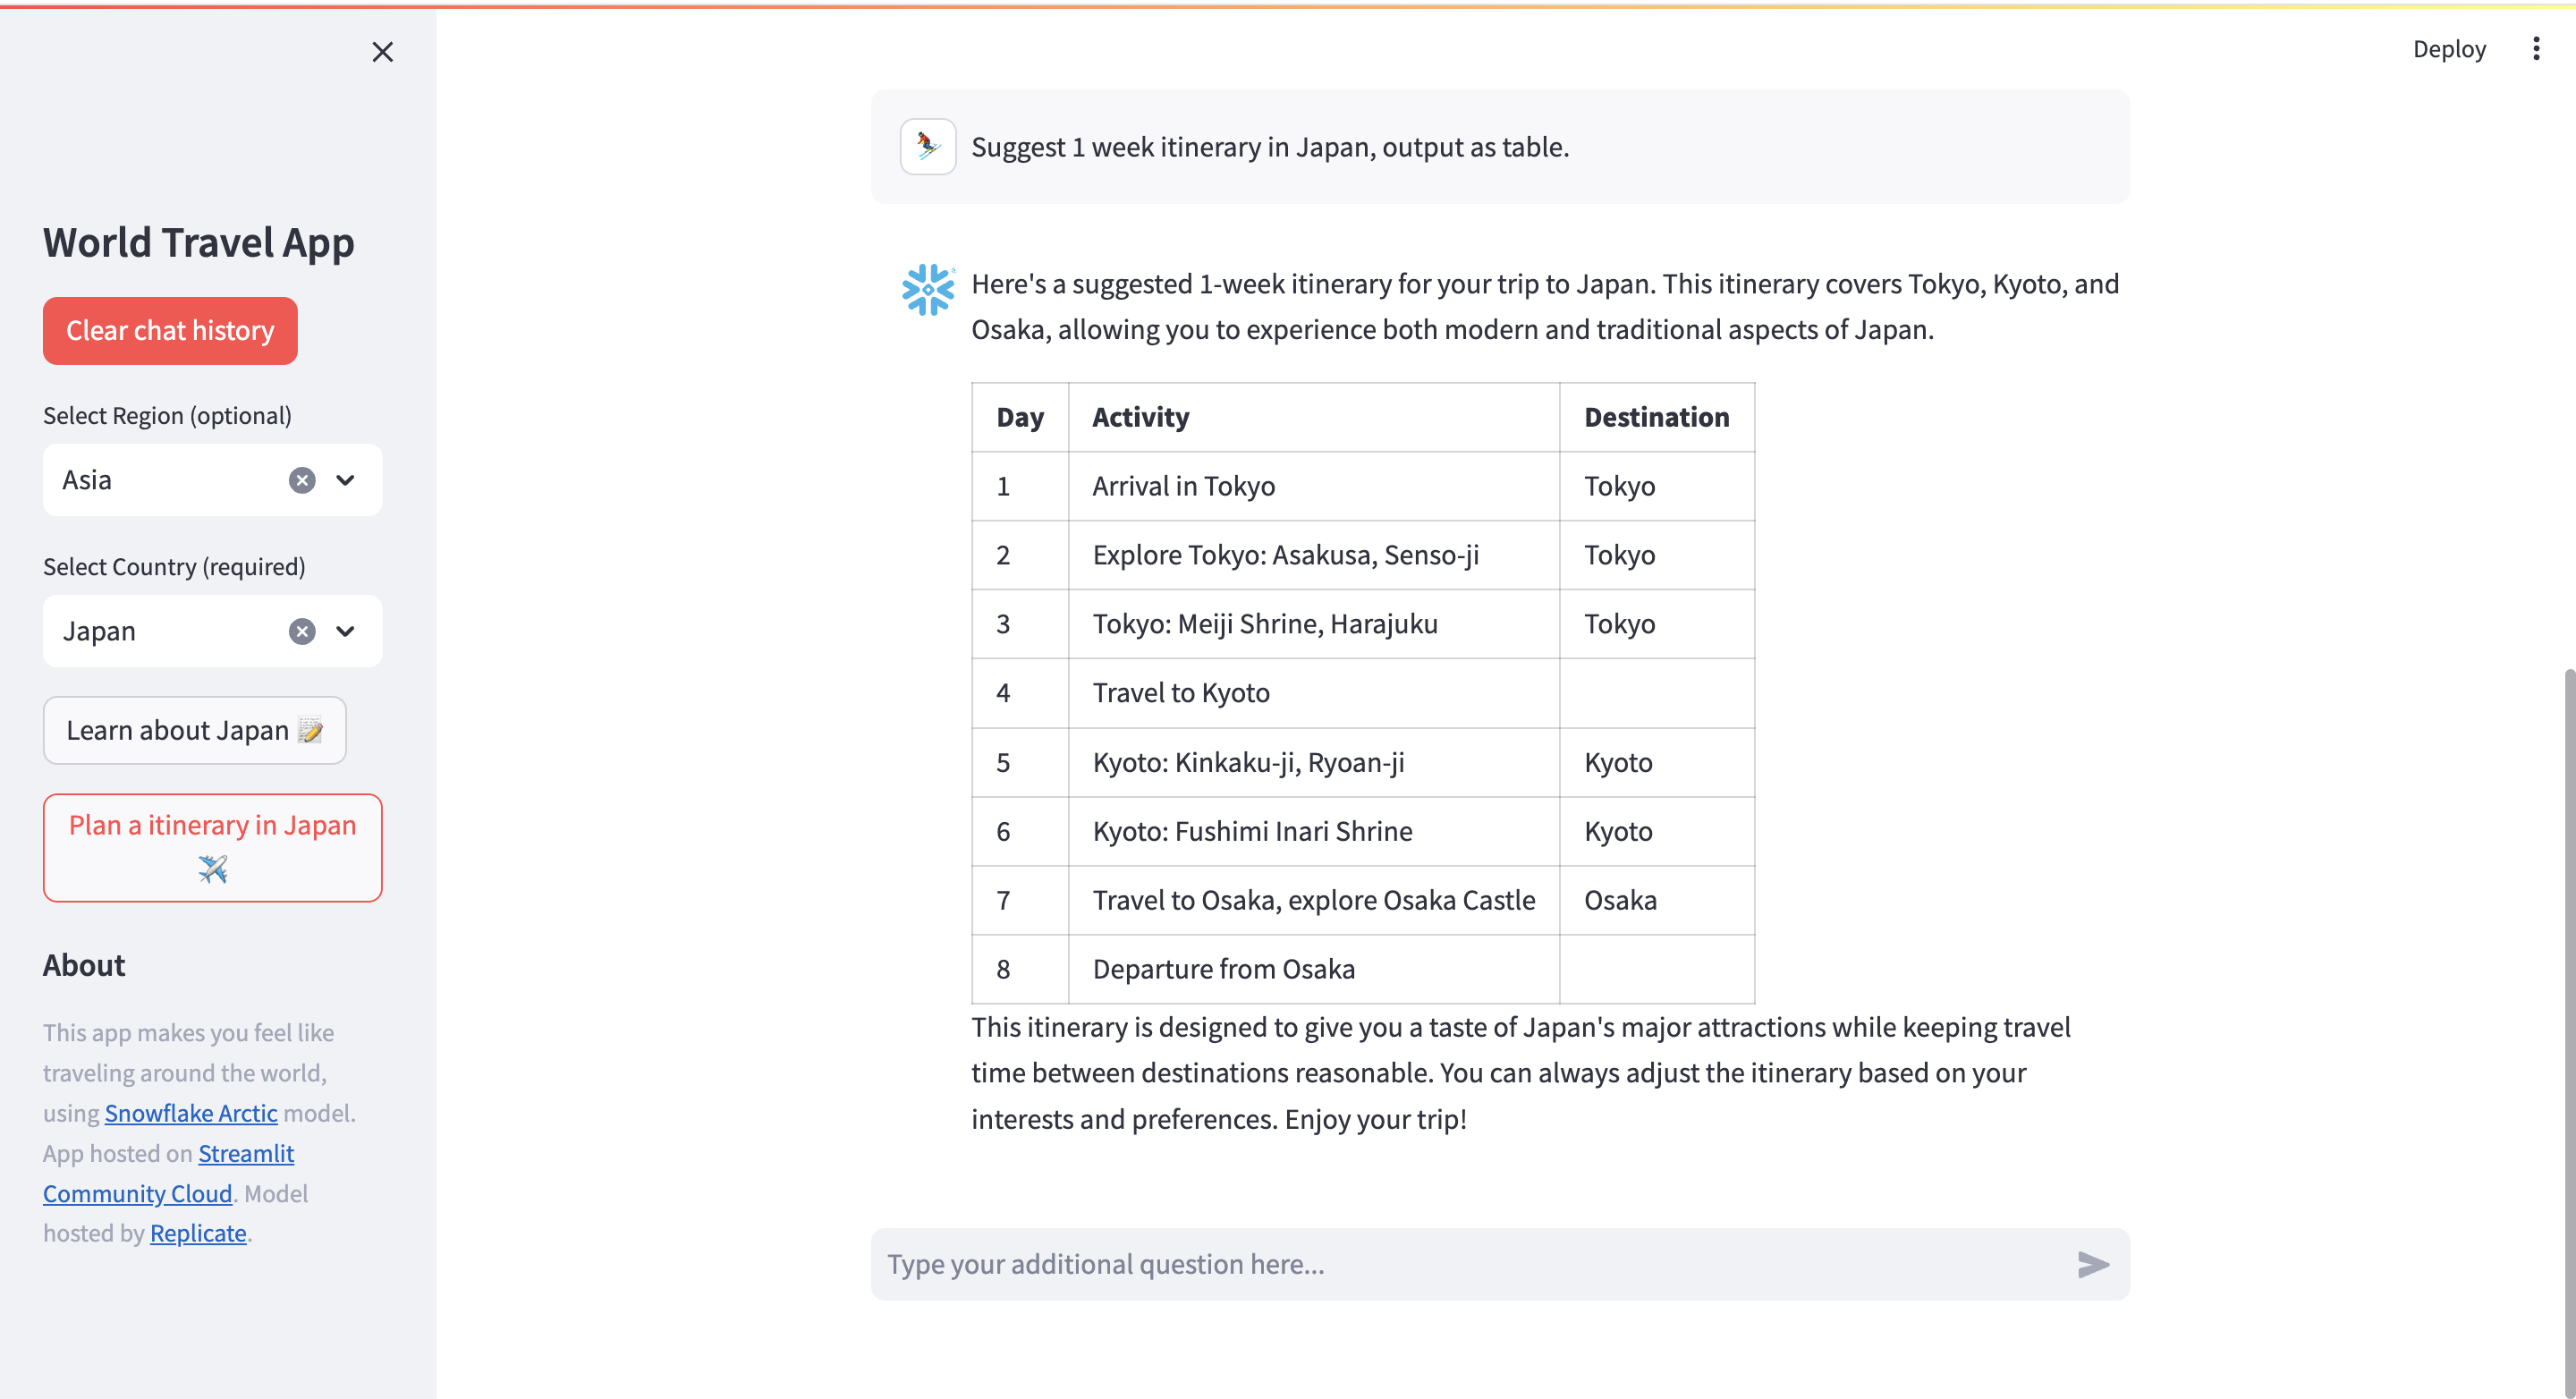 Deploy
World Travel App
Clear chat history
Select Region (optional)
Asia
Select Country (required)
Japan
Learn about Japan 📝
Plan a itinerary in Japan
✈️
About
This app makes you feel like
traveling around the world,
using Snowflake Arctic model.
App hosted on Streamlit
Community Cloud. Model
hosted by Replicate.
Suggest 1 week itinerary in Japan, output as table.
Here's a suggested 1-week itinerary for your trip to Japan. This itinerary covers Tokyo, Kyoto, and
Osaka, allowing you to experience both modern and traditional aspects of Japan.
Day Activity Destination
1 Arrival in Tokyo Tokyo
2 Explore Tokyo: Asakusa, Senso-ji Tokyo
3 Tokyo: Meiji Shrine, Harajuku Tokyo
4 Travel to Kyoto
5 Kyoto: Kinkaku-ji, Ryoan-ji Kyoto
6 Kyoto: Fushimi Inari Shrine Kyoto
7 Travel to Osaka, explore Osaka Castle Osaka
8 Departure from Osaka
This itinerary is designed to give you a taste of Japan's major attractions while keeping travel
time between destinations reasonable. You can always adjust the itinerary based on your
interests and preferences. Enjoy your trip!
Type your additional question here...